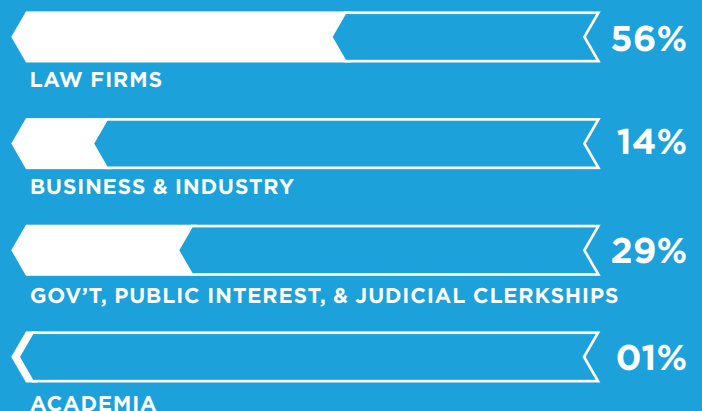 56%
LAW FIRMS
14%
BUSINESS & INDUSTRY
29%
GOV'T, PUBLIC INTEREST, & JUDICIAL CLERKSHIPS
01%
ACADEMIA